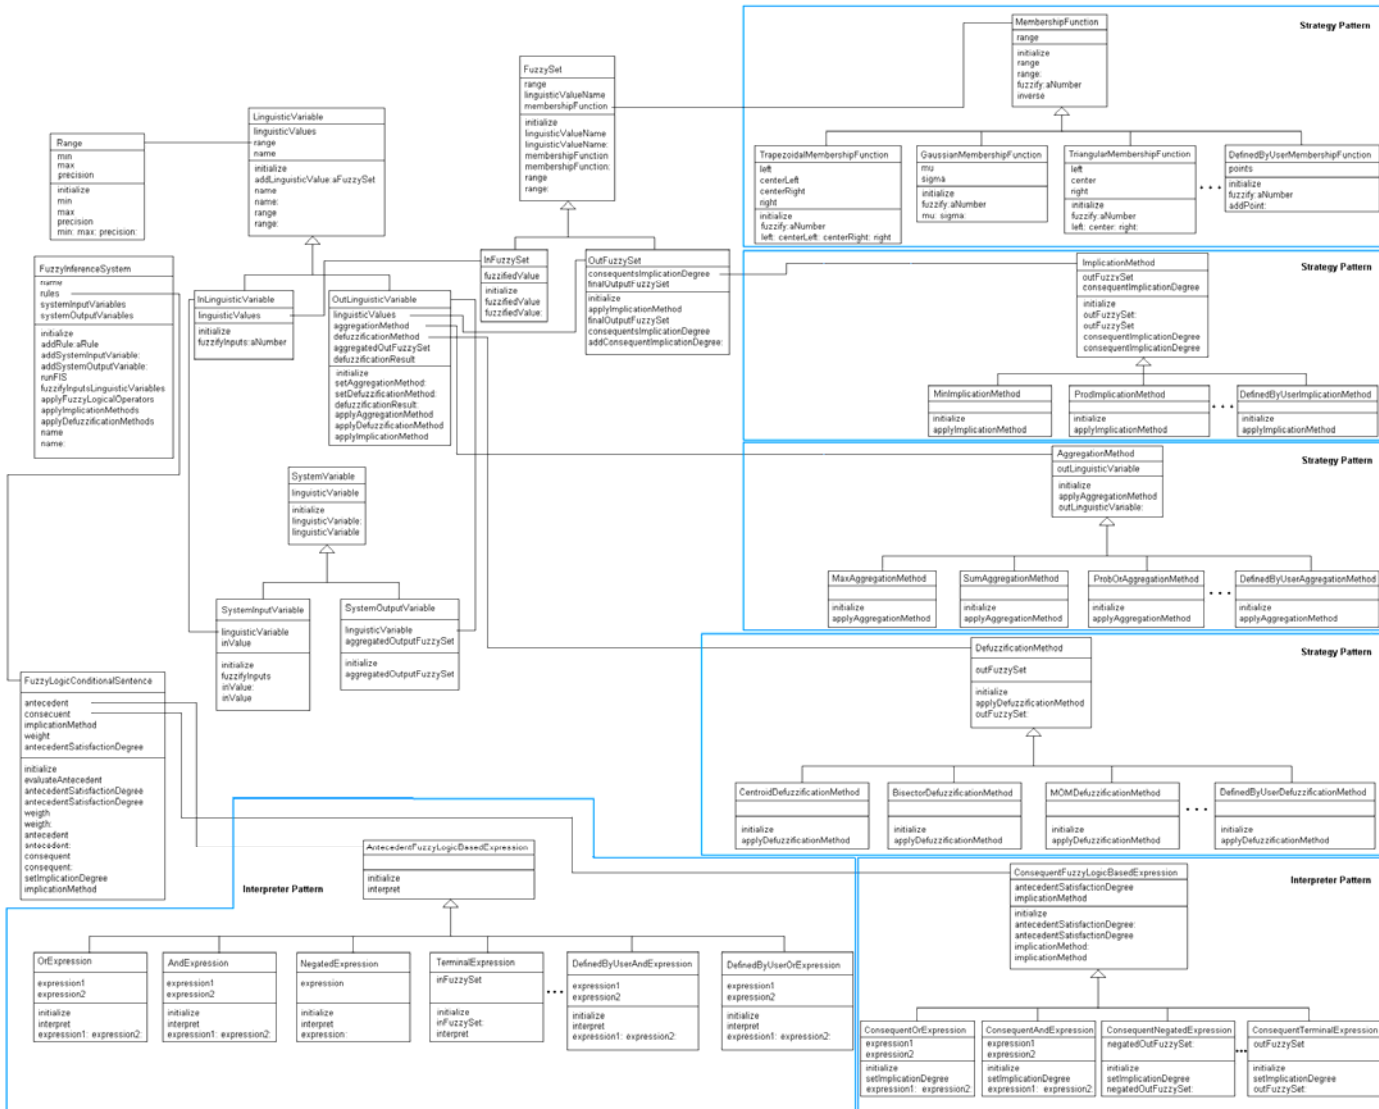 Strategy Pattern
MembershipFunction
range
initialize
range
range:
fuzzify:aNumber
inverse
TrapezoidalMembershipFunction
left
centerLeft
centerRight
right
initialize
fuzzify:aNumber
left: centerLeft: centerRight: right
GaussianMembershipFunction
mu
sigma
initialize
fuzzify:aNumber
mu: sigma:
TriangularMembershipFunction
left
center
right
initialize
fuzzify:aNumber
left: center: right:
...
DefinedByUserMembershipFunction
points
initialize
fuzzify:aNumber
addPoint:
FuzzySet
range
linguisticValueName
membershipFunction
initialize
linguisticValueName
linguisticValueName:
membershipFunction
membershipFunction:
range
range:
LinguisticVariable
linguisticValues
range
name
initialize
addLinguisticValue:aFuzzySet
name
name:
range
range:
Range
min
max
precision
initialize
min
max
precision
min: max: precision:
FuzzyInferenceSystem
name
rules
systemInputVariables
systemOutputVariables
initialize
addRule:aRule
addSystemInputVariable:
addSystemOutputVariable:
runFIS
fuzzifyInputsLinguisticVariables
applyFuzzyLogicalOperators
applyImplicationMethods
applyDefuzzificationMethods
name
name:
InLinguisticVariable
linguisticValues
initialize
fuzzifyInputs:aNumber
OutLinguisticVariable
linguisticValues
aggregationMethod
defuzzificationMethod
aggregatedOutFuzzySet
defuzzificationResult
initialize
setAggregationMethod:
setDefuzzificationMethod:
defuzzificationResult:
applyAggregationMethod
applyDefuzzificationMethod
applyImplicationMethod
InFuzzySet
fuzzifiedValue
initialize
fuzzifiedValue
fuzzifiedValue:
OutFuzzySet
consequentsImplicationDegree
finalOutputFuzzySet
initialize
applyImplicationMethod
finalOutputFuzzySet
consequentsImplicationDegree
addConsequentImplicationDegree:
Strategy Pattern
ImplicationMethod
outFuzzySet
consequentImplicationDegree
initialize
outFuzzySet:
outFuzzySet
consequentImplicationDegree
consequentImplicationDegree
MinImplicationMethod
initialize
applyImplicationMethod
ProdImplicationMethod
initialize
applyImplicationMethod
...
DefinedByUserImplicationMethod
initialize
applyImplicationMethod
Strategy Pattern
AggregationMethod
outLinguisticVariable
initialize
applyAggregationMethod
outLinguisticVariable:
MaxAggregationMethod
initialize
applyAggregationMethod
SumAggregationMethod
initialize
applyAggregationMethod
ProbOrAggregationMethod
initialize
applyAggregationMethod
...
DefinedByUserAggregationMethod
initialize
applyAggregationMethod
SystemVariable
linguisticVariable
initialize
linguisticVariable:
linguisticVariable
SystemInputVariable
linguisticVariable
inValue
initialize
fuzzifyInputs
inValue:
inValue
SystemOutputVariable
linguisticVariable
aggregatedOutputFuzzySet
initialize
aggregatedOutputFuzzySet
Strategy Pattern
DefuzzificationMethod
outFuzzySet
initialize
applyDefuzzificationMethod
outFuzzySet:
CentroidDefuzzificationMethod
initialize
applyDefuzzificationMethod
BisectorDefuzzificationMethod
initialize
applyDefuzzificationMethod
MOMDefuzzificationMethod
initialize
applyDefuzzificationMethod
...
DefinedByUserDefuzzificationMethod
initialize
applyDefuzzificationMethod
FuzzyLogicConditionalSentence
antecedent
consecuent
implicationMethod
weight
antecedentSatisfactionDegree
initialize
evaluateAntecedent
antecedentSatisfactionDegree
antecedentSatisfactionDegree
weigth
weigth:
antecedent
antecedent:
consequent
consequent:
setImplicationDegree
implicationMethod
Interpreter Pattern
AntecedentFuzzyLogicBasedExpression
initialize
interpret
OrExpression
expression1
expression2
initialize
interpret
expression1: expression2:
AndExpression
expression1
expression2
initialize
interpret
expression1: expression2:
NegatedExpression
expression
initialize
interpret
expression:
TerminalExpression
inFuzzySet
initialize
inFuzzySet:
interpret
...
DefinedByUserAndExpression
expression1
expression2
initialize
interpret
expression1: expression2:
DefinedByUserOrExpression
expression1
expression2
initialize
interpret
expression1: expression2:
Interpreter Pattern
ConsequentFuzzyLogicBasedExpression
antecedentSatisfactionDegree
implicationMethod
initialize
antecedentSatisfactionDegree:
antecedentSatisfactionDegree
implicationMethod:
implicationMethod
ConsequentOrExpression
expression1
expression2
initialize
setImplicationDegree
expression1: expression2:
ConsequentAndExpression
expression1
expression2
initialize
setImplicationDegree
expression1: expression2:
ConsequentNegatedExpression
negatedOutFuzzySet:
initialize
setImplicationDegree
negatedOutFuzzySet:
...
ConsequentTerminalExpression
outFuzzySet
initialize
setImplicationDegree
outFuzzySet: